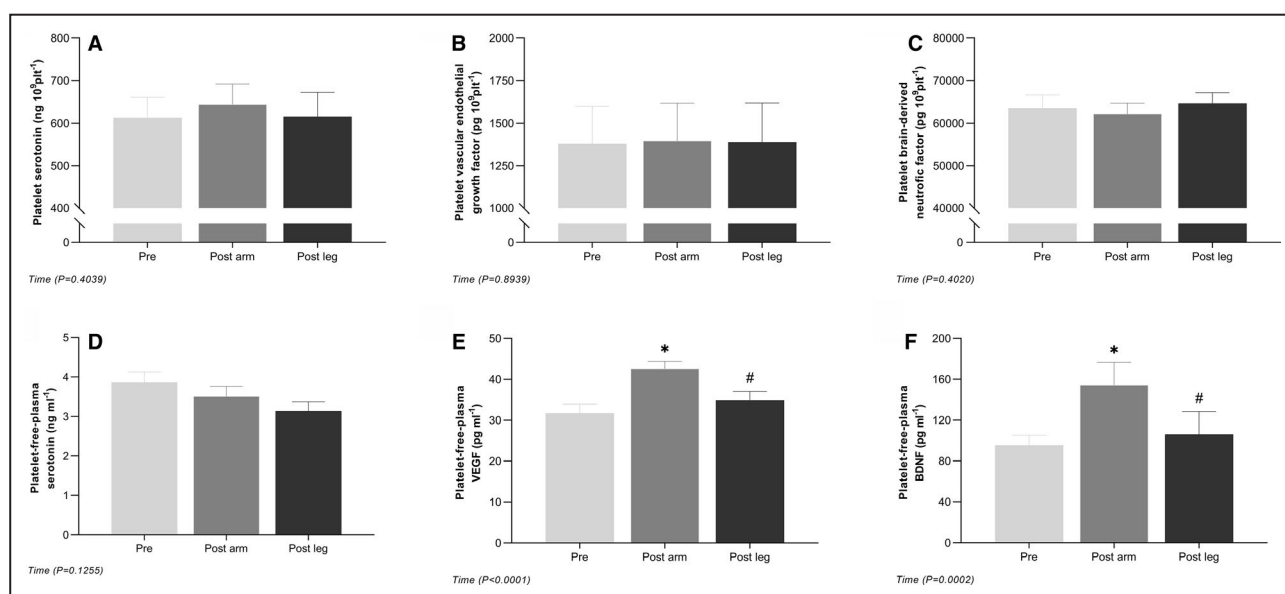 A
Platelet serotonin (ng 10⁹plt⁻¹)
800
700
600
500
400
0
Pre
Post arm
Post leg
Time (P=0.4039)
B
Platelet vascular endothelial
growth factor (pg 10⁹plt⁻¹)
2000
1750
1500
1250
1000
0
Pre
Post arm
Post leg
Time (P=0.8939)
C
Platelet brain-derived
neutrofic factor (pg 10⁹plt⁻¹)
80000
70000
60000
50000
40000
0
Pre
Post arm
Post leg
Time (P=0.4020)
D
Platelet-free-plasma
serotonin (ng ml⁻¹)
5
4
3
2
1
0
Pre
Post arm
Post leg
Time (P=0.1255)
E
Platelet-free-plasma
VEGF (pg ml⁻¹)
50
40
30
20
10
0
*
#
Pre
Post arm
Post leg
Time (P<0.0001)
F
Platelet-free-plasma
BDNF (pg ml⁻¹)
200
160
120
80
40
0
*
#
Pre
Post arm
Post leg
Time (P=0.0002)